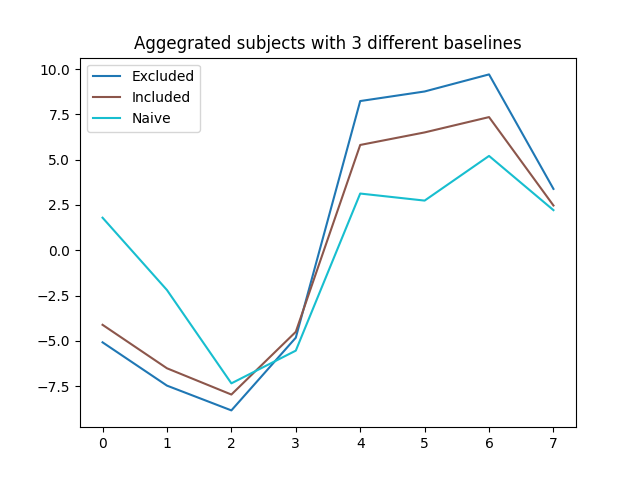 Aggegrated subjects with 3 different baselines
Excluded
Included
Naive
10.0
7.5
5.0
2.5
0.0
−2.5
−5.0
−7.5
0 1 2 3 4 5 6 7